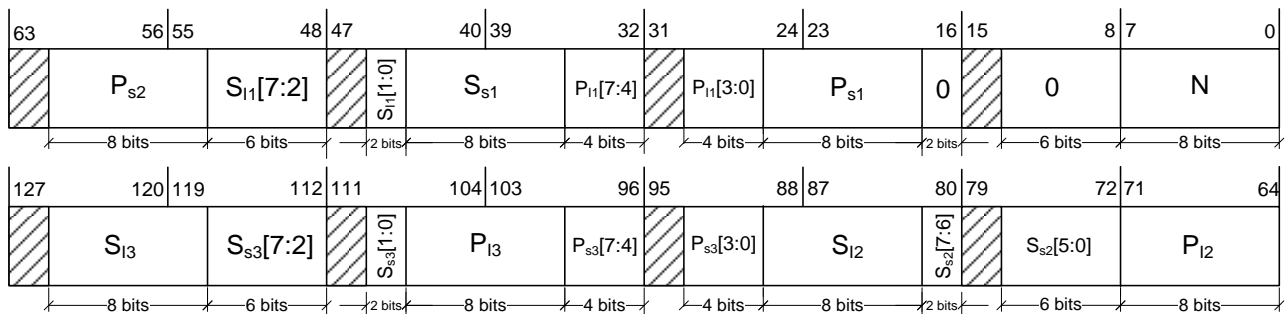 63 56 55 48 47 40 39 32 31 24 23 16 15 8 7 0
Ps2 Sl1[7:2] Sl1[1:0] Ss1 Pl1[7:4] Pl1[3:0] Ps1 0 0 N
8 bits 6 bits 2 bits 8 bits 4 bits 4 bits 8 bits 2 bits 6 bits 8 bits
127 120 119 112 111 104 103 96 95 88 87 80 79 72 71 64
Sl3 Ss3[7:2] Ss3[1:0] Pl3 Ps3[7:4] Ps3[3:0] Sl2 Ss2[7:6] Ss2[5:0] Pl2
8 bits 6 bits 2 bits 8 bits 4 bits 4 bits 8 bits 2 bits 6 bits 8 bits